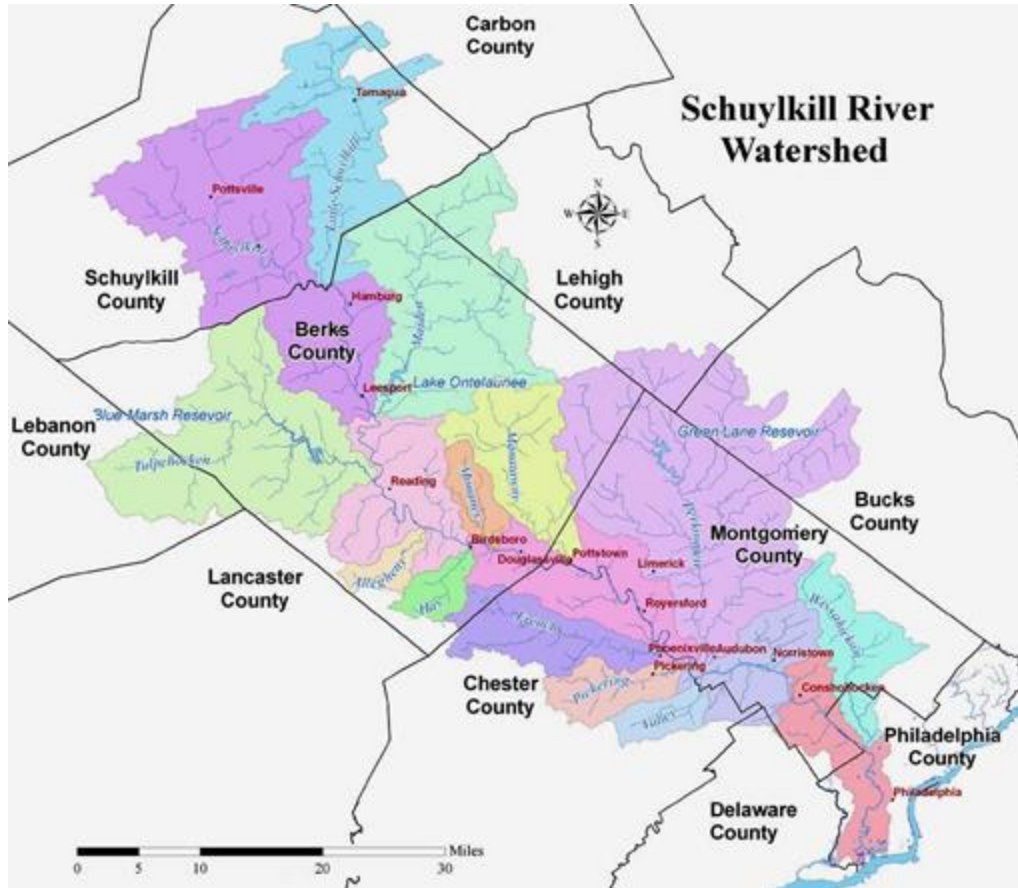 Carbon
County
Schuylkill River
Watershed
Tamaqua
Little Schuylkill
Pottsville
Schuylkill
N
W
E
S
Schuylkill
County
Lehigh
County
Hamburg
Berks
County
Maiden
Leesport
Lake Ontelaunee
Lebanon
County
Blue Marsh Resevoir
Green Lane Resevoir
Tulpehocken
Manatawny
Monocacy
Reading
Perkiomen
Bucks
County
Montgomery
County
Birdsboro
Douglassville
Pottstown
Limerick
Lancaster
County
Allegheny
Hay
Royersford
Wissahickon
French
Phoenixville
Audubon
Norristown
Pickering
Pickering
Chester
County
Conshohocken
Valley
Philadelphia
County
Philadelphia
Delaware
County
Miles
0
5
10
20
30